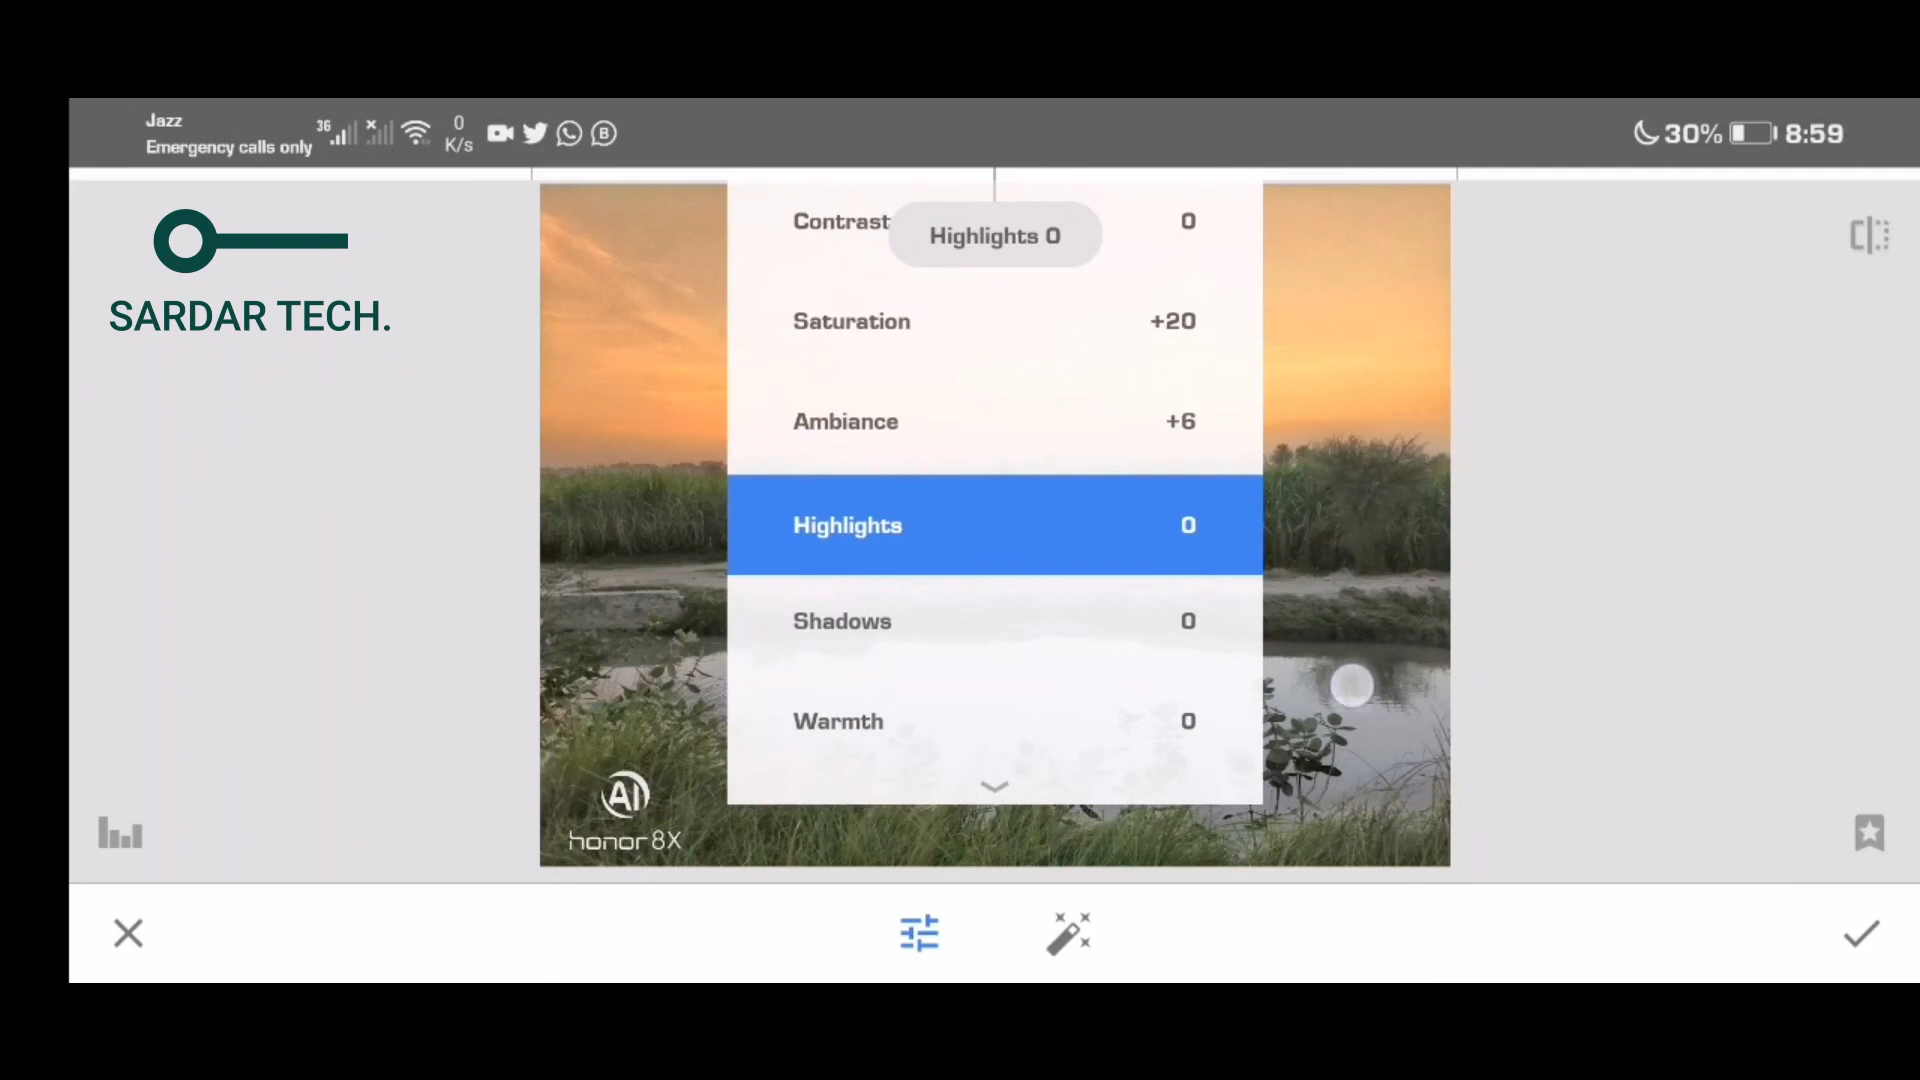 Jazz
Emergency calls only
36
0
K/s
30%
8:59
SARDAR TECH.
Highlights 0
Contrast 0
Saturation +20
Ambiance +6
Highlights 0
Shadows 0
Warmth 0
AI
honor 8X